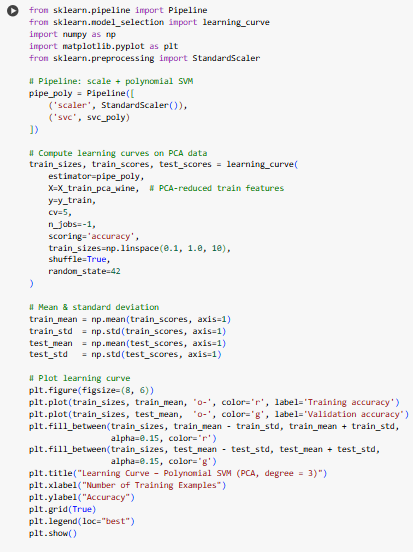 from sklearn.pipeline import Pipeline
from sklearn.model_selection import learning_curve
import numpy as np
import matplotlib.pyplot as plt
from sklearn.preprocessing import StandardScaler
# Pipeline: scale + polynomial SVM
pipe_poly = Pipeline([
    ('scaler', StandardScaler()),
    ('svc', svc_poly)
])
# Compute learning curves on PCA data
train_sizes, train_scores, test_scores = learning_curve(
    estimator=pipe_poly,
    X=X_train_pca_wine,  # PCA-reduced train features
    y=y_train,
    cv=5,
    n_jobs=-1,
    scoring='accuracy',
    train_sizes=np.linspace(0.1, 1.0, 10),
    shuffle=True,
    random_state=42
)
# Mean & standard deviation
train_mean = np.mean(train_scores, axis=1)
train_std  = np.std(train_scores, axis=1)
test_mean  = np.mean(test_scores, axis=1)
test_std   = np.std(test_scores, axis=1)
# Plot learning curve
plt.figure(figsize=(8, 6))
plt.plot(train_sizes, train_mean, 'o-', color='r', label='Training accuracy')
plt.plot(train_sizes, test_mean,  'o-', color='g', label='Validation accuracy')
plt.fill_between(train_sizes, train_mean - train_std, train_mean + train_std,
                 alpha=0.15, color='r')
plt.fill_between(train_sizes, test_mean - test_std, test_mean + test_std,
                 alpha=0.15, color='g')
plt.title("Learning Curve – Polynomial SVM (PCA, degree = 3)")
plt.xlabel("Number of Training Examples")
plt.ylabel("Accuracy")
plt.grid(True)
plt.legend(loc="best")
plt.show()